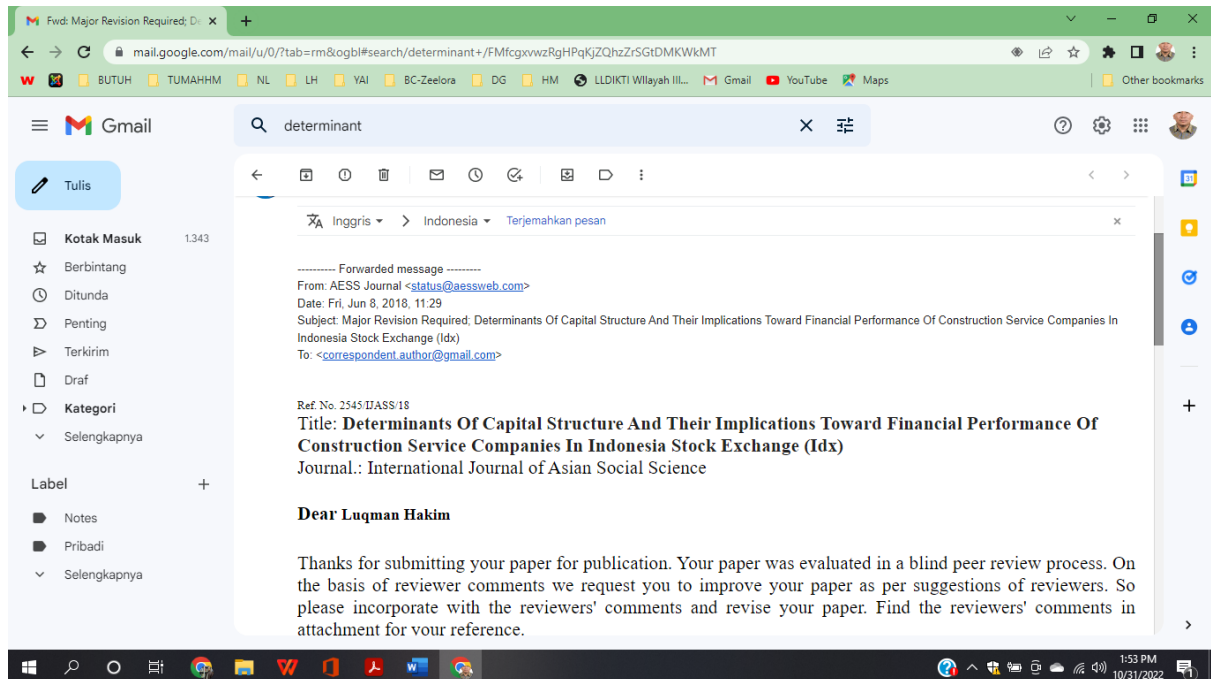 Fwd: Major Revision Required; De
mail.google.com/mail/u/0/?tab=rm&ogbl#search/determinant+/FMfcgxvwzRgHPqKjZQhzZrSGtDMKWkMT
BUTUH TUMAHHM NL LH YAI BC-Zeelora DG HM LLDIKTI WIlayah III... Gmail YouTube Maps Other bookmarks
Gmail
determinant
Tulis
Kotak Masuk 1.343
Berbintang
Ditunda
Penting
Terkirim
Draf
Kategori
Selengkapnya
Label
Notes
Pribadi
Selengkapnya
Inggris Indonesia Terjemahkan pesan
---------- Forwarded message ---------
From: AESS Journal <status@aessweb.com>
Date: Fri, Jun 8, 2018, 11:29
Subject: Major Revision Required; Determinants Of Capital Structure And Their Implications Toward Financial Performance Of Construction Service Companies In
Indonesia Stock Exchange (Idx)
To: <correspondent.author@gmail.com>
Ref. No. 2545/IJASS/18
Title: Determinants Of Capital Structure And Their Implications Toward Financial Performance Of
Construction Service Companies In Indonesia Stock Exchange (Idx)
Journal.: International Journal of Asian Social Science
Dear Luqman Hakim
Thanks for submitting your paper for publication. Your paper was evaluated in a blind peer review process. On
the basis of reviewer comments we request you to improve your paper as per suggestions of reviewers. So
please incorporate with the reviewers' comments and revise your paper. Find the reviewers' comments in
attachment for your reference.
31
1:53 PM
10/31/2022